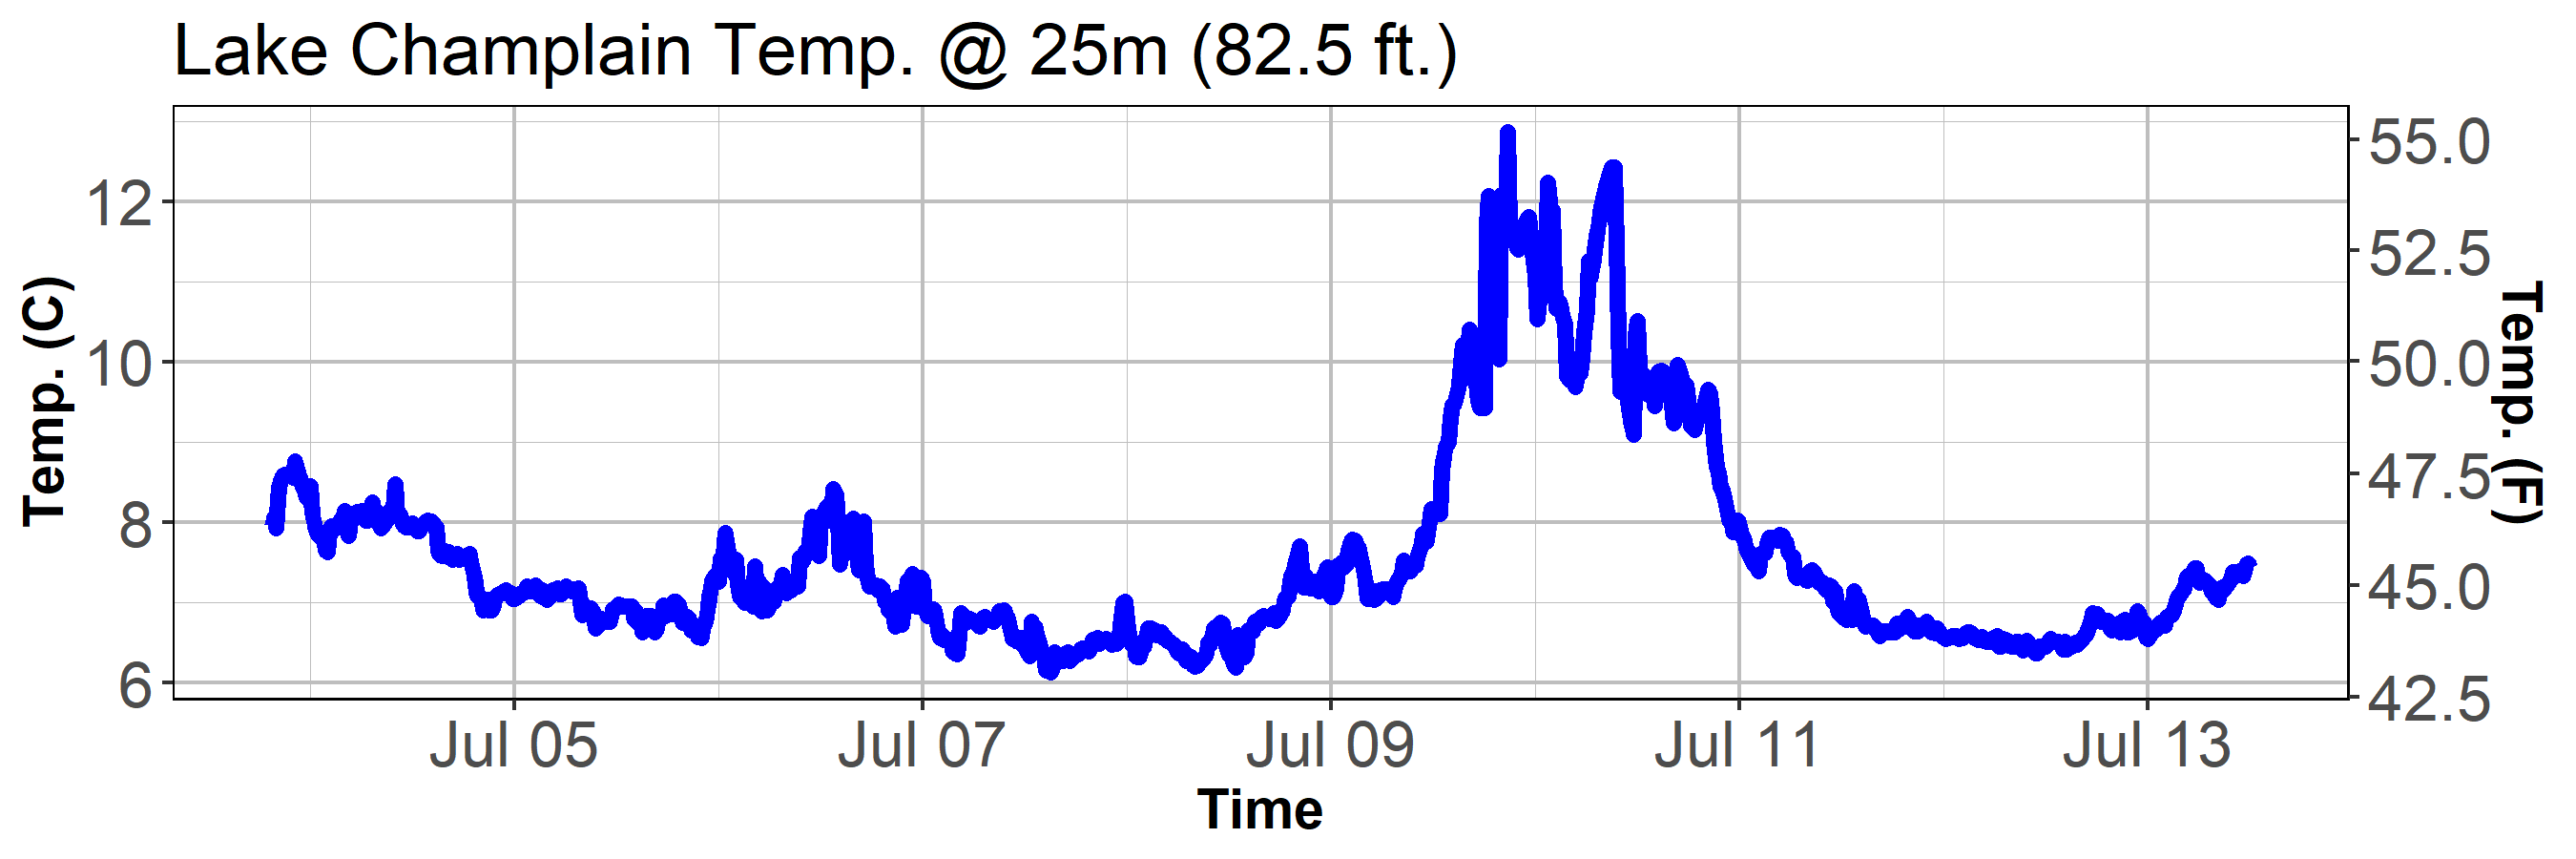 Lake Champlain Temp. @ 25m (82.5 ft.)
Temp. (C)
12
10
8
6
55.0
52.5
50.0
47.5
45.0
42.5
Temp. (F)
Jul 05 Jul 07 Jul 09 Jul 11 Jul 13
Time